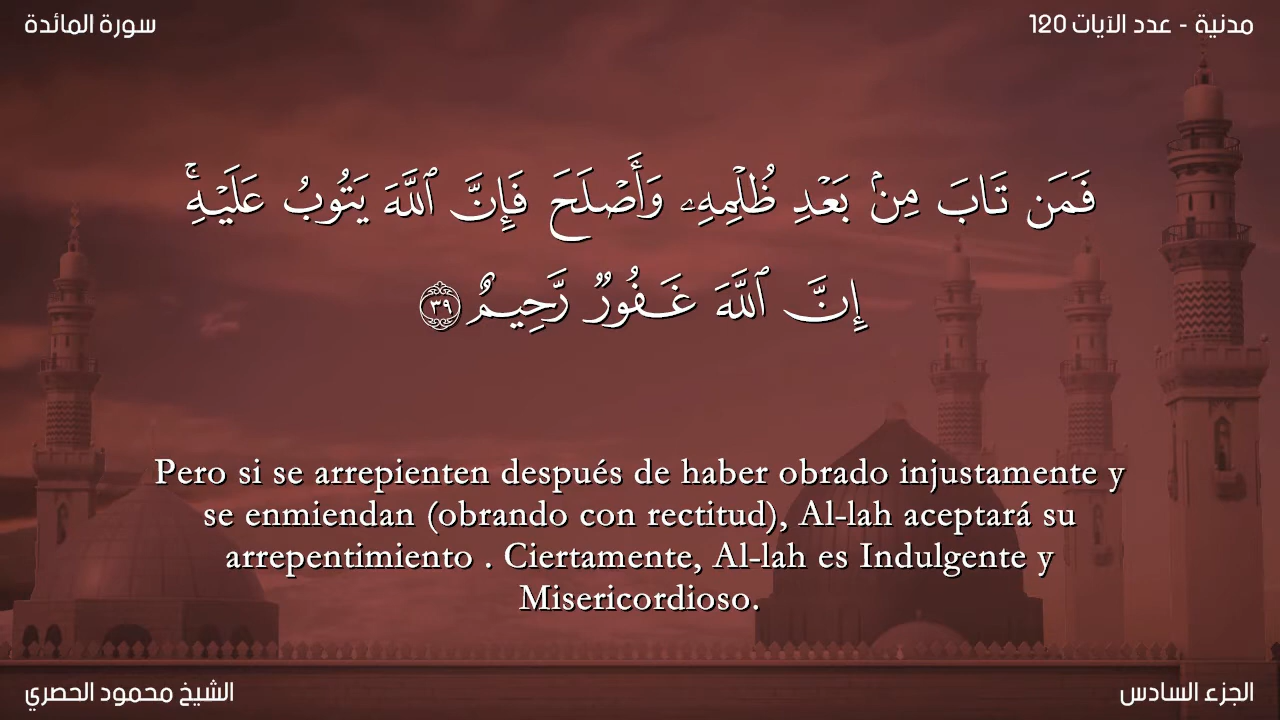 سورة المائدة
مدنية - عدد الآيات 120
فَمَن تَابَ مِنۢ بَعْدِ ظُلْمِهِۦ وَأَصْلَحَ فَإِنَّ ٱللَّهَ يَتُوبُ عَلَيْهِۚ
إِنَّ ٱللَّهَ غَفُورٌ رَّحِيمٌ ٣٩
Pero si se arrepienten después de haber obrado injustamente y
se enmiendan (obrando con rectitud), Al-lah aceptará su
arrepentimiento . Ciertamente, Al-lah es Indulgente y
Misericordioso.
الشيخ محمود الحصري
الجزء السادس